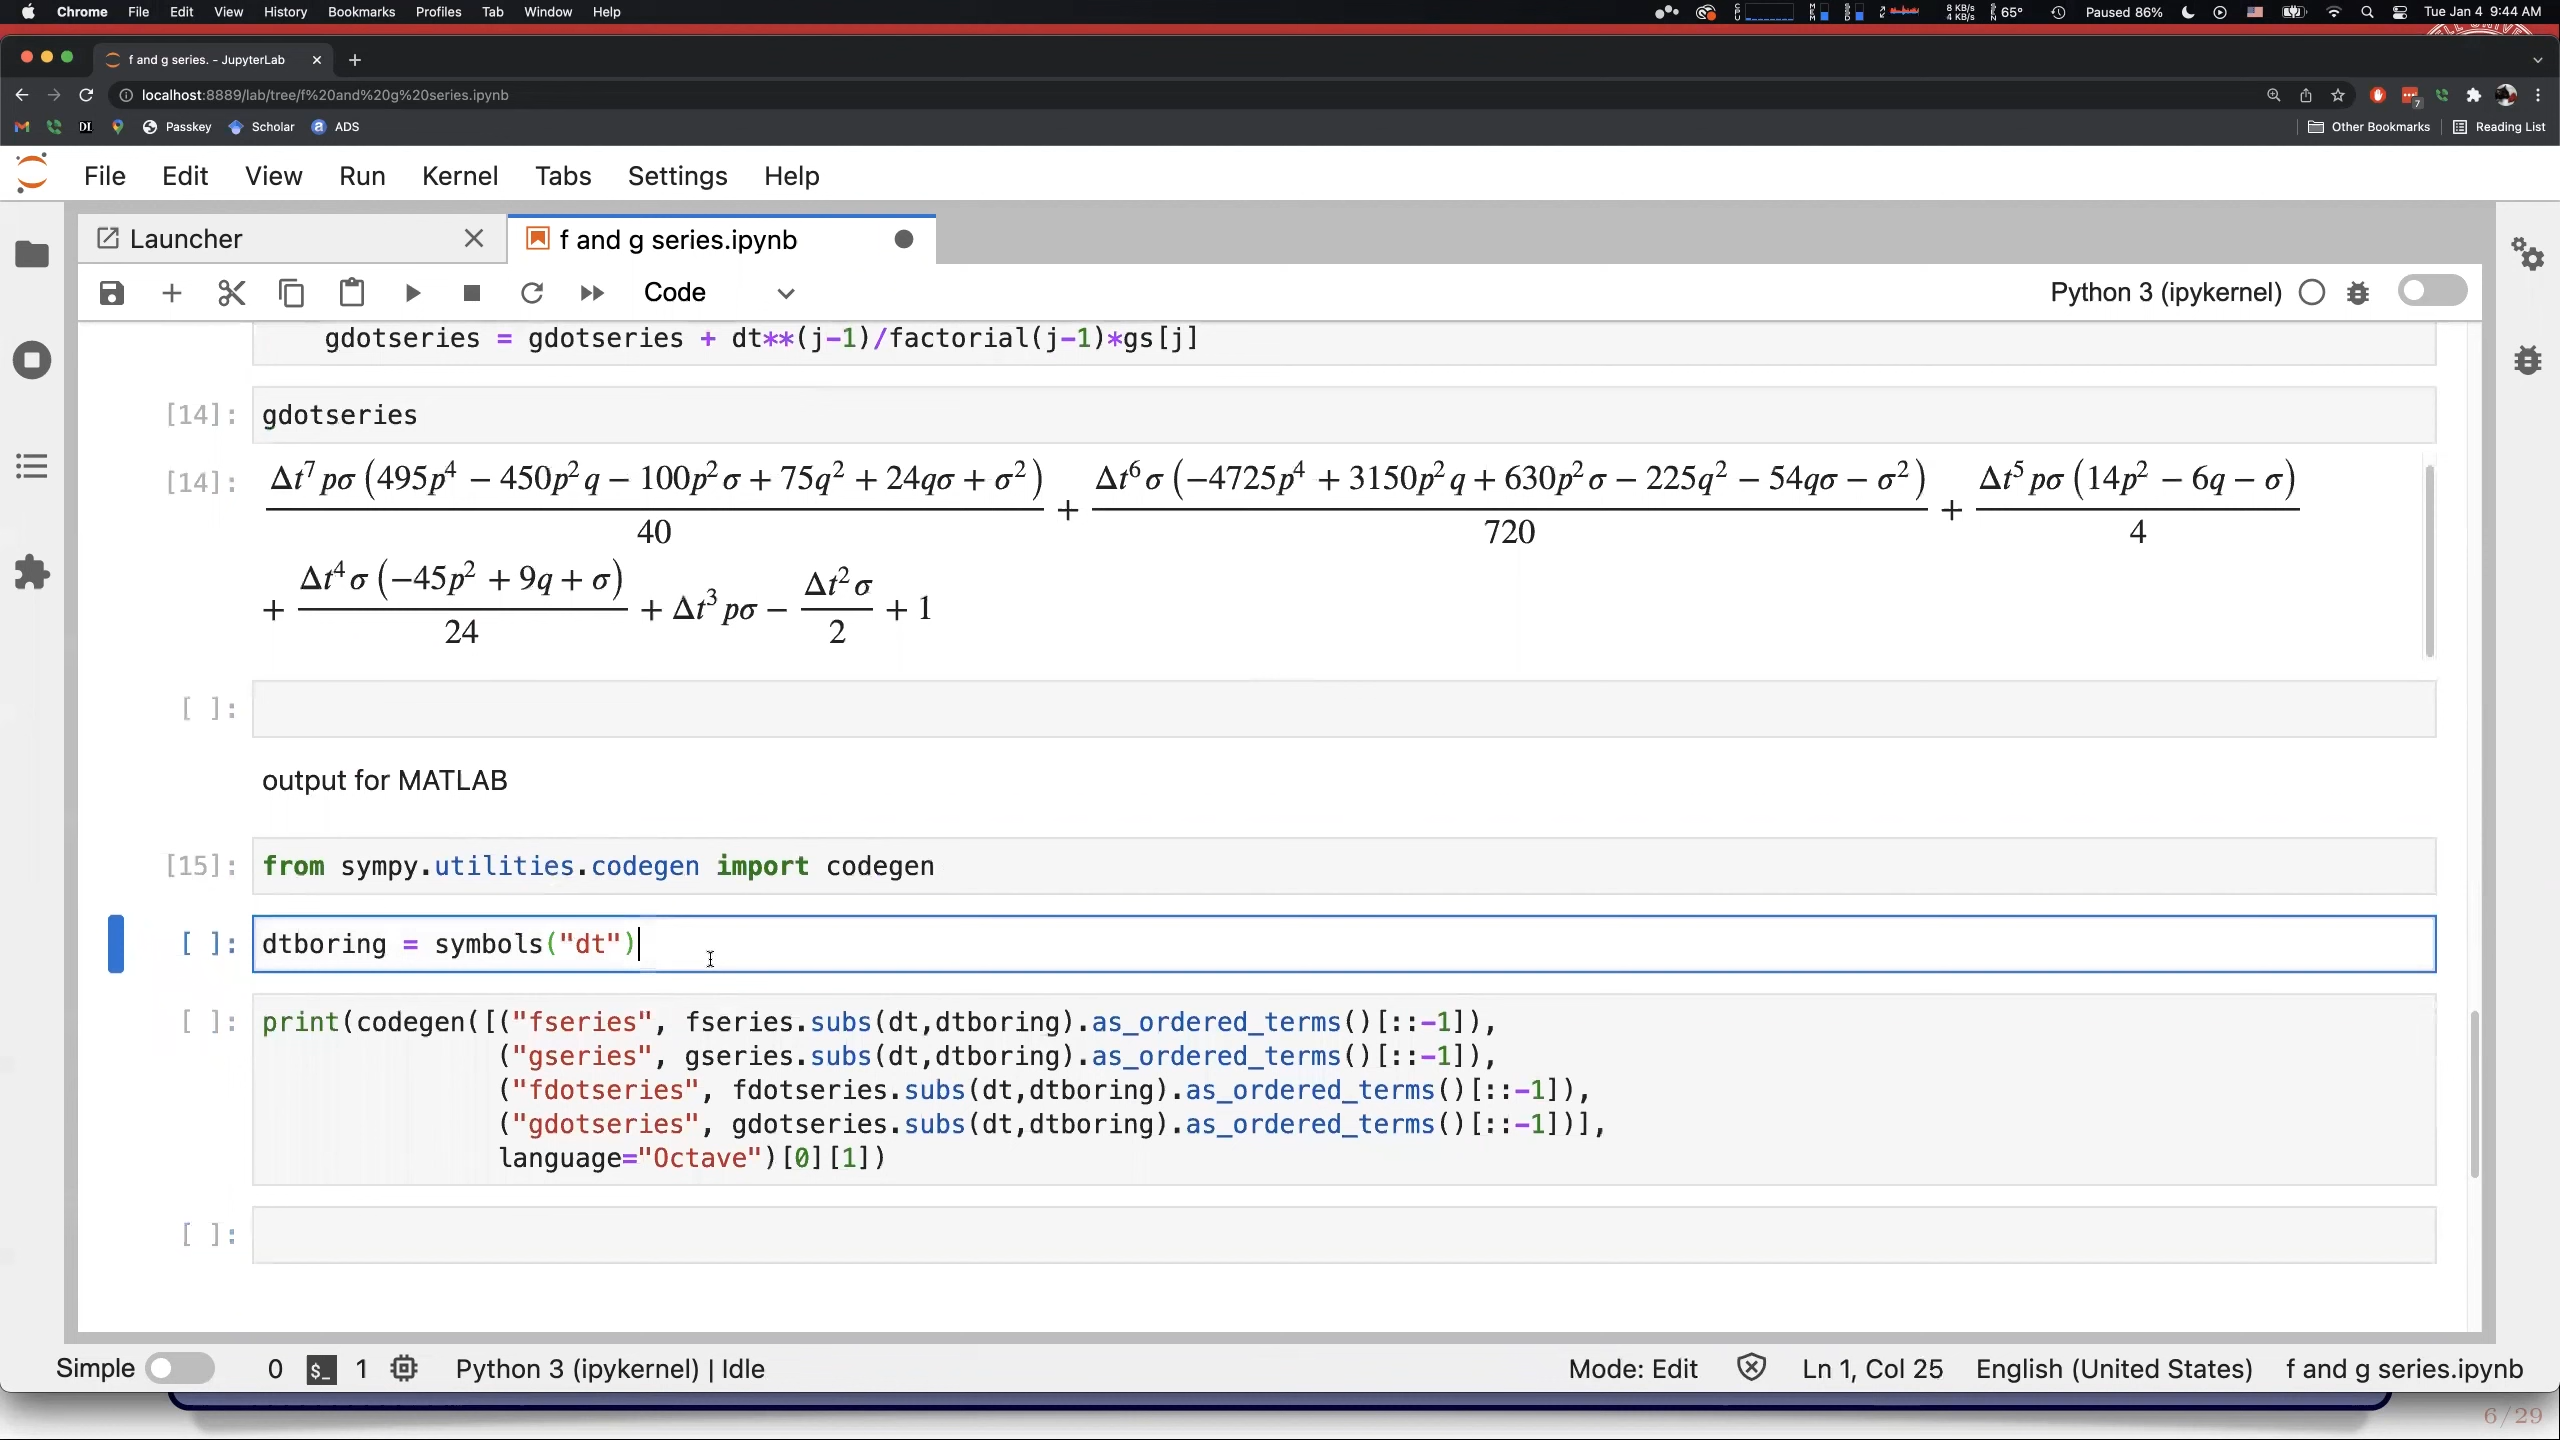 Chrome File Edit View History Bookmarks Profiles Tab Window Help 8 KB/s 4 KB/s 65° Paused 86% Tue Jan 4 9:44 AM
f and g series. - JupyterLab
localhost:8889/lab/tree/f%20and%20g%20series.ipynb
Passkey Scholar ADS Other Bookmarks Reading List
File Edit View Run Kernel Tabs Settings Help
Launcher f and g series.ipynb
Code Python 3 (ipykernel)
gdotseries = gdotseries + dt**(j-1)/factorial(j-1)*gs[j]
[14]: gdotseries
[14]: Δt⁷pσ(495p⁴ − 450p²q − 100p²σ + 75q² + 24qσ + σ²)/40 + Δt⁶σ(−4725p⁴ + 3150p²q + 630p²σ − 225q² − 54qσ − σ²)/720 + Δt⁵pσ(14p² − 6q − σ)/4
+ Δt⁴σ(−45p² + 9q + σ)/24 + Δt³pσ − Δt²σ/2 + 1
[ ]:
output for MATLAB
[15]: from sympy.utilities.codegen import codegen
[ ]: dtboring = symbols("dt")
[ ]: print(codegen([("fseries", fseries.subs(dt,dtboring).as_ordered_terms()[::-1]),
("gseries", gseries.subs(dt,dtboring).as_ordered_terms()[::-1]),
("fdotseries", fdotseries.subs(dt,dtboring).as_ordered_terms()[::-1]),
("gdotseries", gdotseries.subs(dt,dtboring).as_ordered_terms()[::-1])],
language="Octave")[0][1])
[ ]:
Simple 0 $_ 1 Python 3 (ipykernel) | Idle Mode: Edit Ln 1, Col 25 English (United States) f and g series.ipynb
6/29